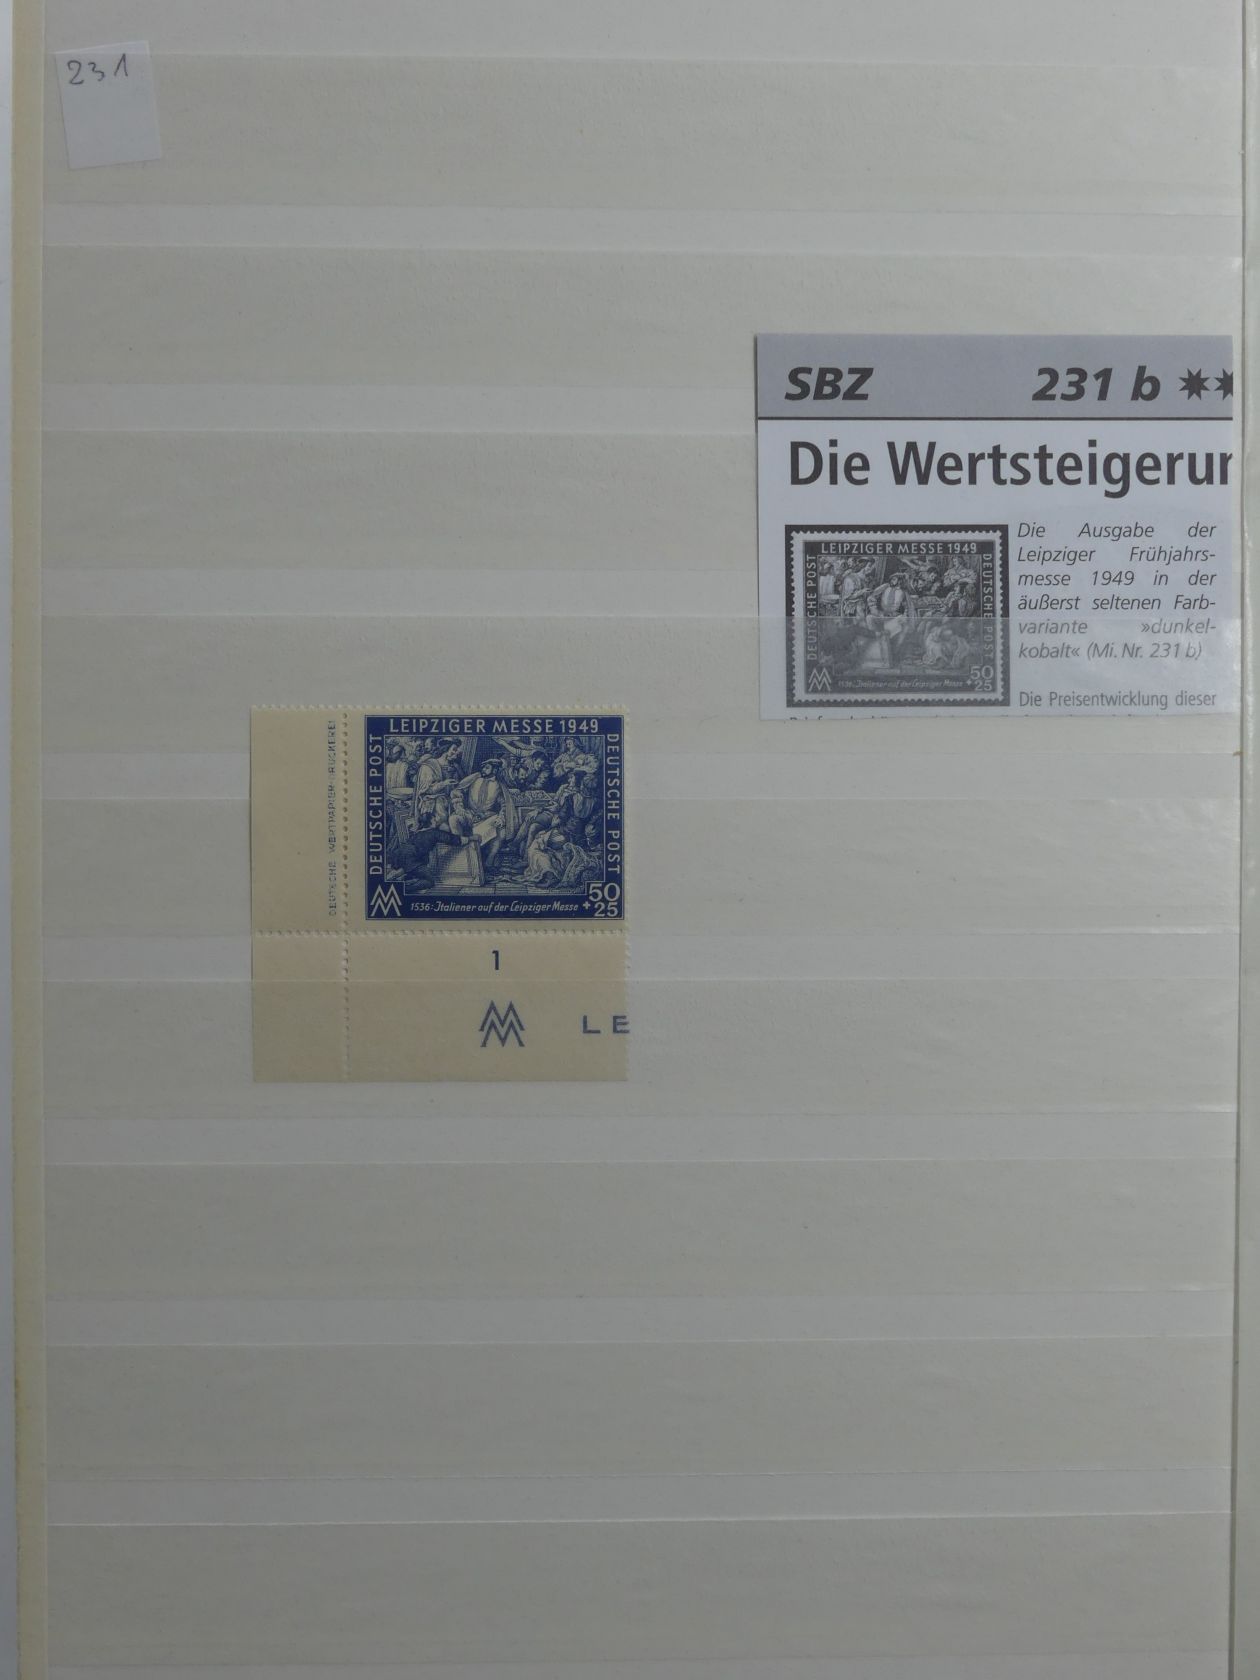 231
SBZ 231 b **
Die Wertsteigerun
LEIPZIGER MESSE 1949
DEUTSCHE POST
DEUTSCHE POST
1536: Italiener auf der Leipziger Messe
50
+25
Die Ausgabe der
Leipziger Frühjahrs-
messe 1949 in der
äußerst seltenen Farb-
variante »dunkel-
kobalt« (Mi. Nr. 231 b)
Die Preisentwicklung dieser
DEUTSCHE WERTPAPIER-DRUCKEREI
LEIPZIGER MESSE 1949
DEUTSCHE POST
DEUTSCHE POST
1536: Italiener auf der Leipziger Messe
50
+25
1
MM LE